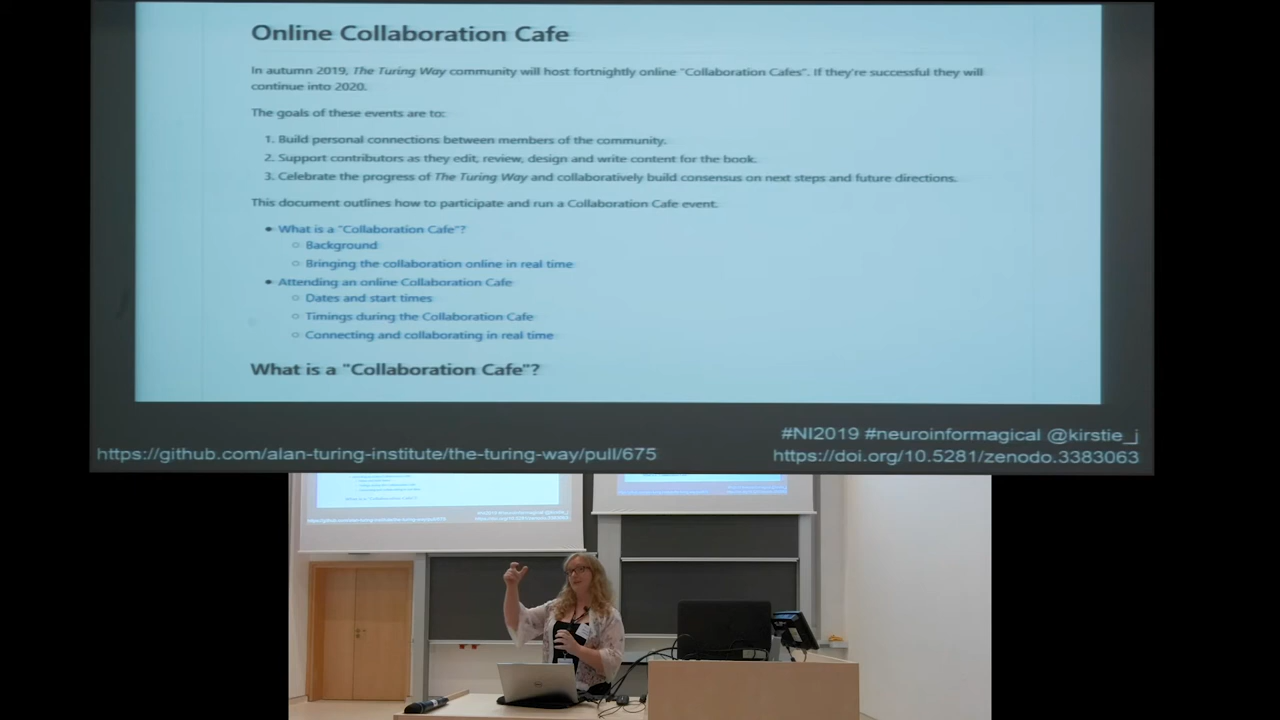 Online Collaboration Cafe
In autumn 2019, The Turing Way community will host fortnightly online "Collaboration Cafes". If they're successful they will
continue into 2020.
The goals of these events are to:
1. Build personal connections between members of the community.
2. Support contributors as they edit, review, design and write content for the book.
3. Celebrate the progress of The Turing Way and collaboratively build consensus on next steps and future directions.
This document outlines how to participate and run a Collaboration Cafe event.
• What is a "Collaboration Cafe"?
○ Background
○ Bringing the collaboration online in real time
• Attending an online Collaboration Cafe
○ Dates and start times
○ Timings during the Collaboration Cafe
○ Connecting and collaborating in real time
What is a "Collaboration Cafe"?
#NI2019 #neuroinformagical @kirstie_j
https://github.com/alan-turing-institute/the-turing-way/pull/675
https://doi.org/10.5281/zenodo.3383063